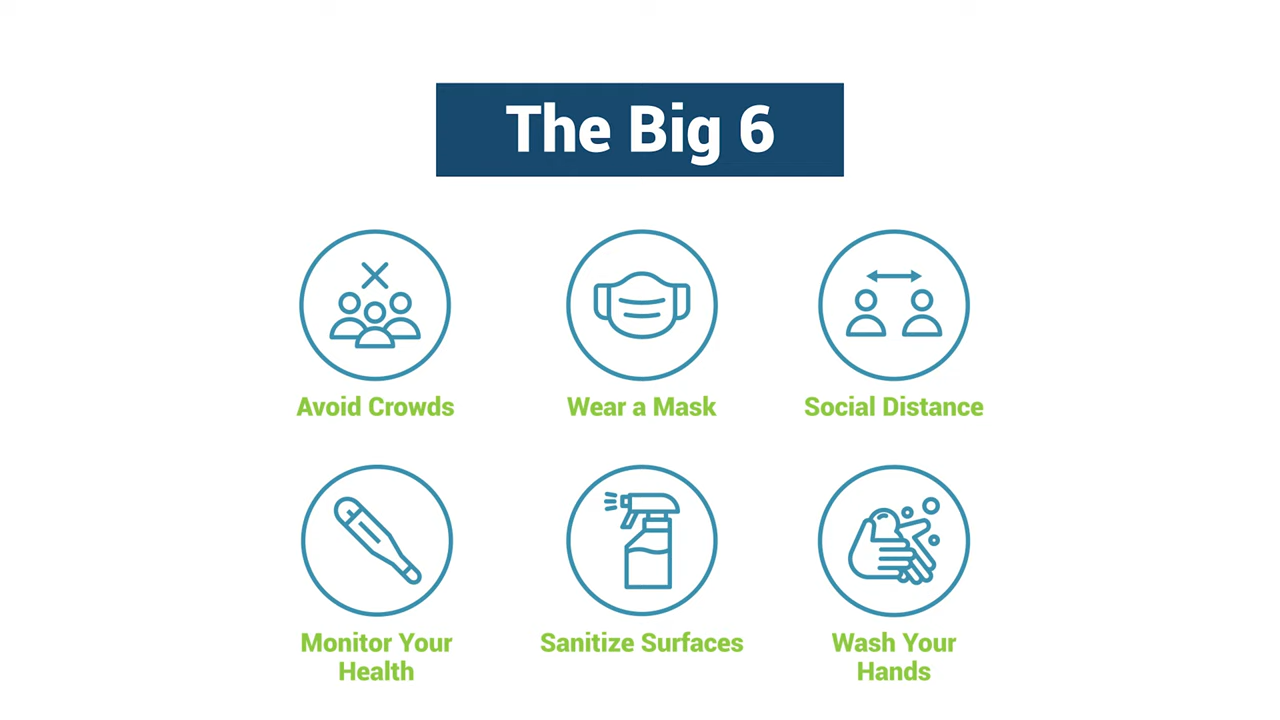 The Big 6
Avoid Crowds
Wear a Mask
Social Distance
Monitor Your
Health
Sanitize Surfaces
Wash Your
Hands